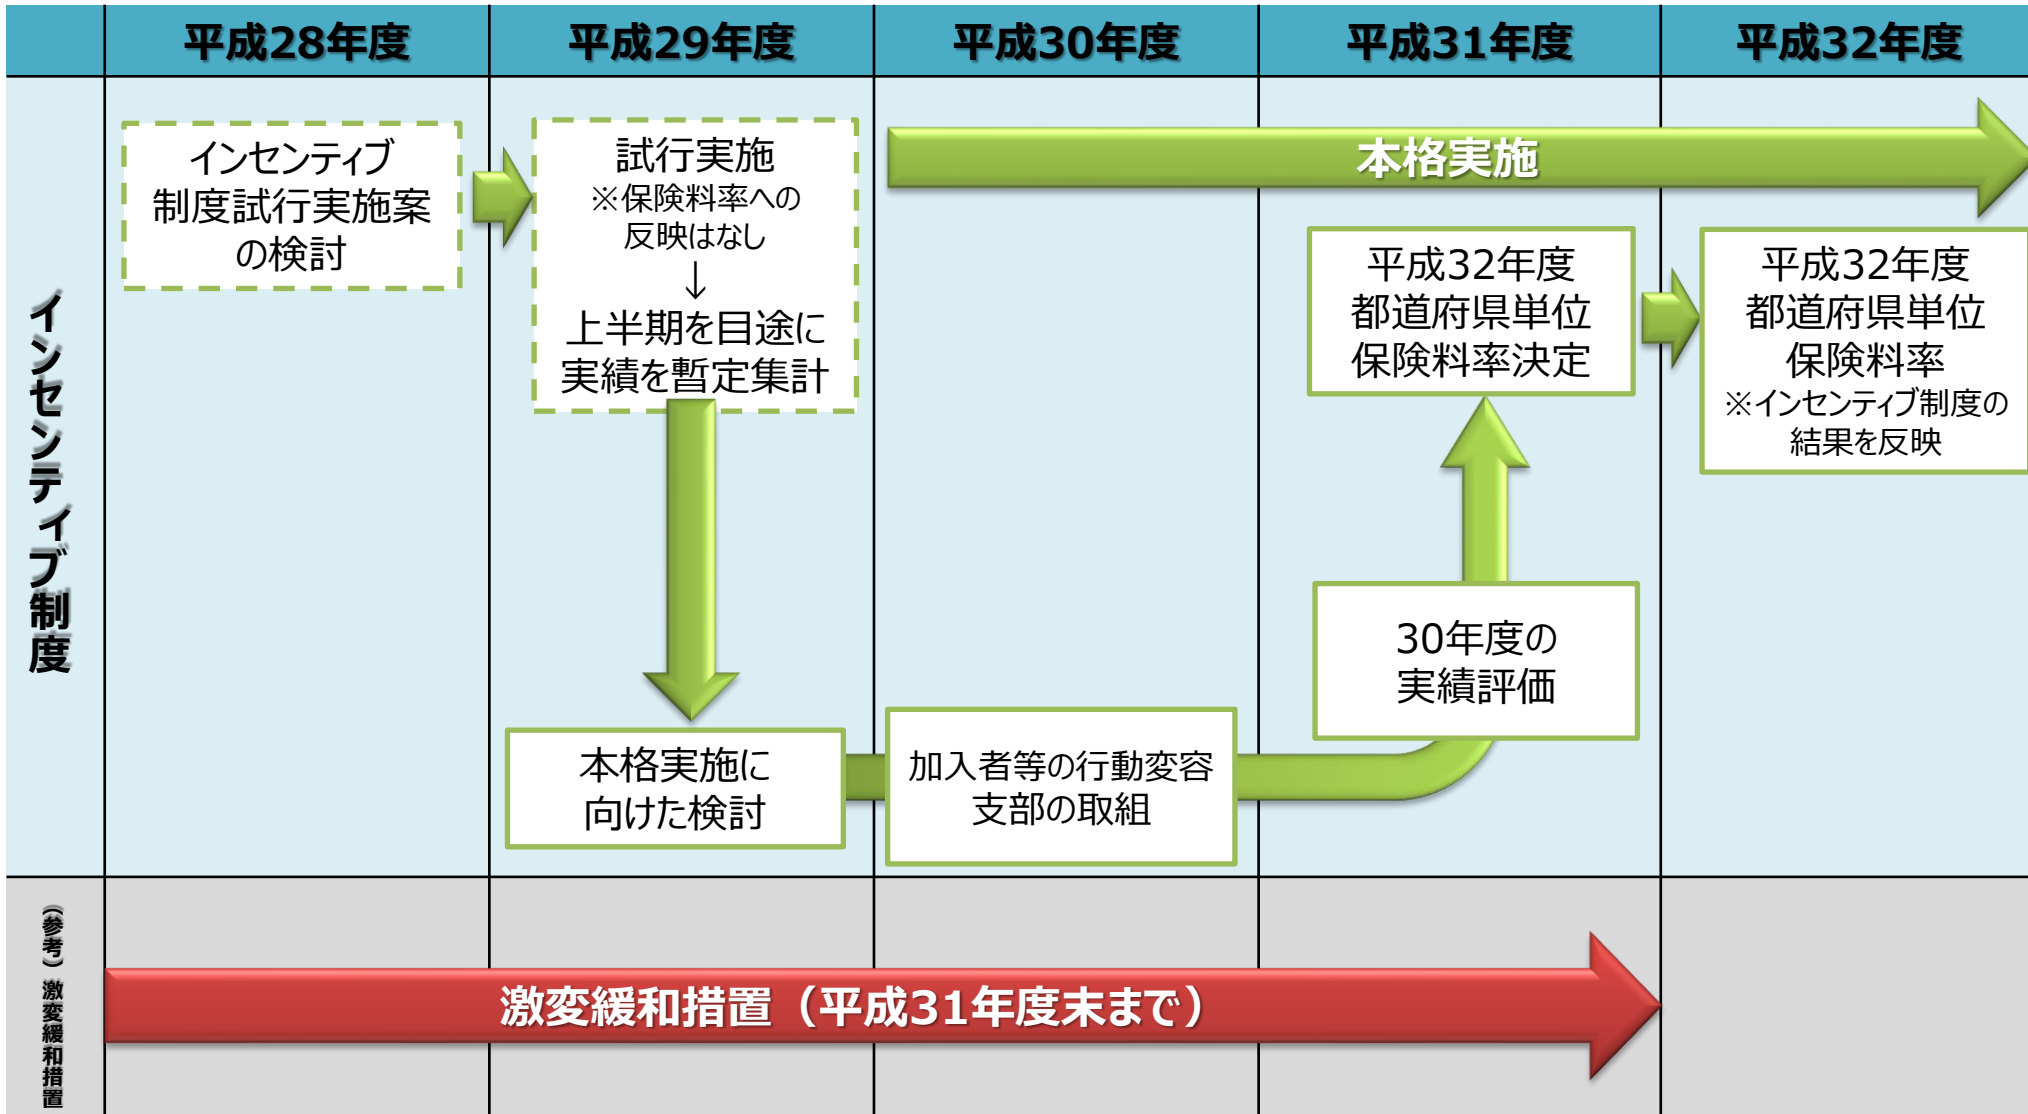 平成28年度
平成29年度
平成30年度
平成31年度
平成32年度
インセンティブ制度
インセンティブ
制度試行実施案
の検討
試行実施
※保険料率への
反映はなし
↓
上半期を目途に
実績を暫定集計
本格実施に
向けた検討
本格実施
加入者等の行動変容
支部の取組
30年度の
実績評価
平成32年度
都道府県単位
保険料率決定
平成32年度
都道府県単位
保険料率
※インセンティブ制度の
結果を反映
(参考)激変緩和措置
激変緩和措置（平成31年度末まで）